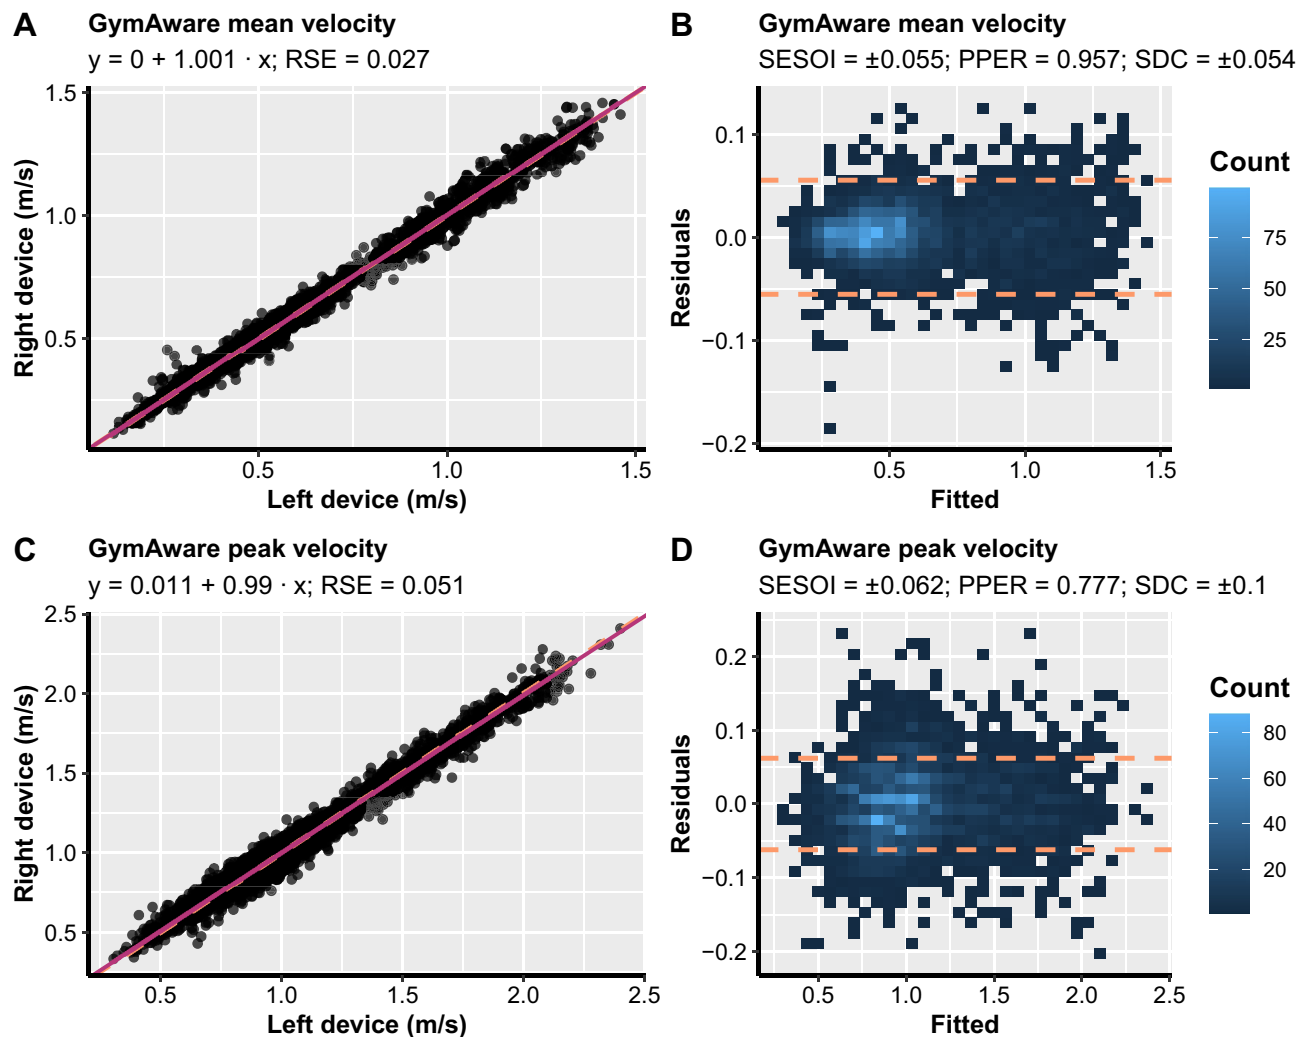 A
GymAware mean velocity
y = 0 + 1.001 · x; RSE = 0.027
1.5
1.0
0.5
Right device (m/s)
0.5
1.0
1.5
Left device (m/s)
B
GymAware mean velocity
SESOI = ±0.055; PPER = 0.957; SDC = ±0.054
0.1
0.0
−0.1
−0.2
Residuals
0.5
1.0
1.5
Fitted
Count
75
50
25
C
GymAware peak velocity
y = 0.011 + 0.99 · x; RSE = 0.051
2.5
2.0
1.5
1.0
0.5
Right device (m/s)
0.5
1.0
1.5
2.0
2.5
Left device (m/s)
D
GymAware peak velocity
SESOI = ±0.062; PPER = 0.777; SDC = ±0.1
0.2
0.1
0.0
−0.1
−0.2
Residuals
0.5
1.0
1.5
2.0
2.5
Fitted
Count
80
60
40
20